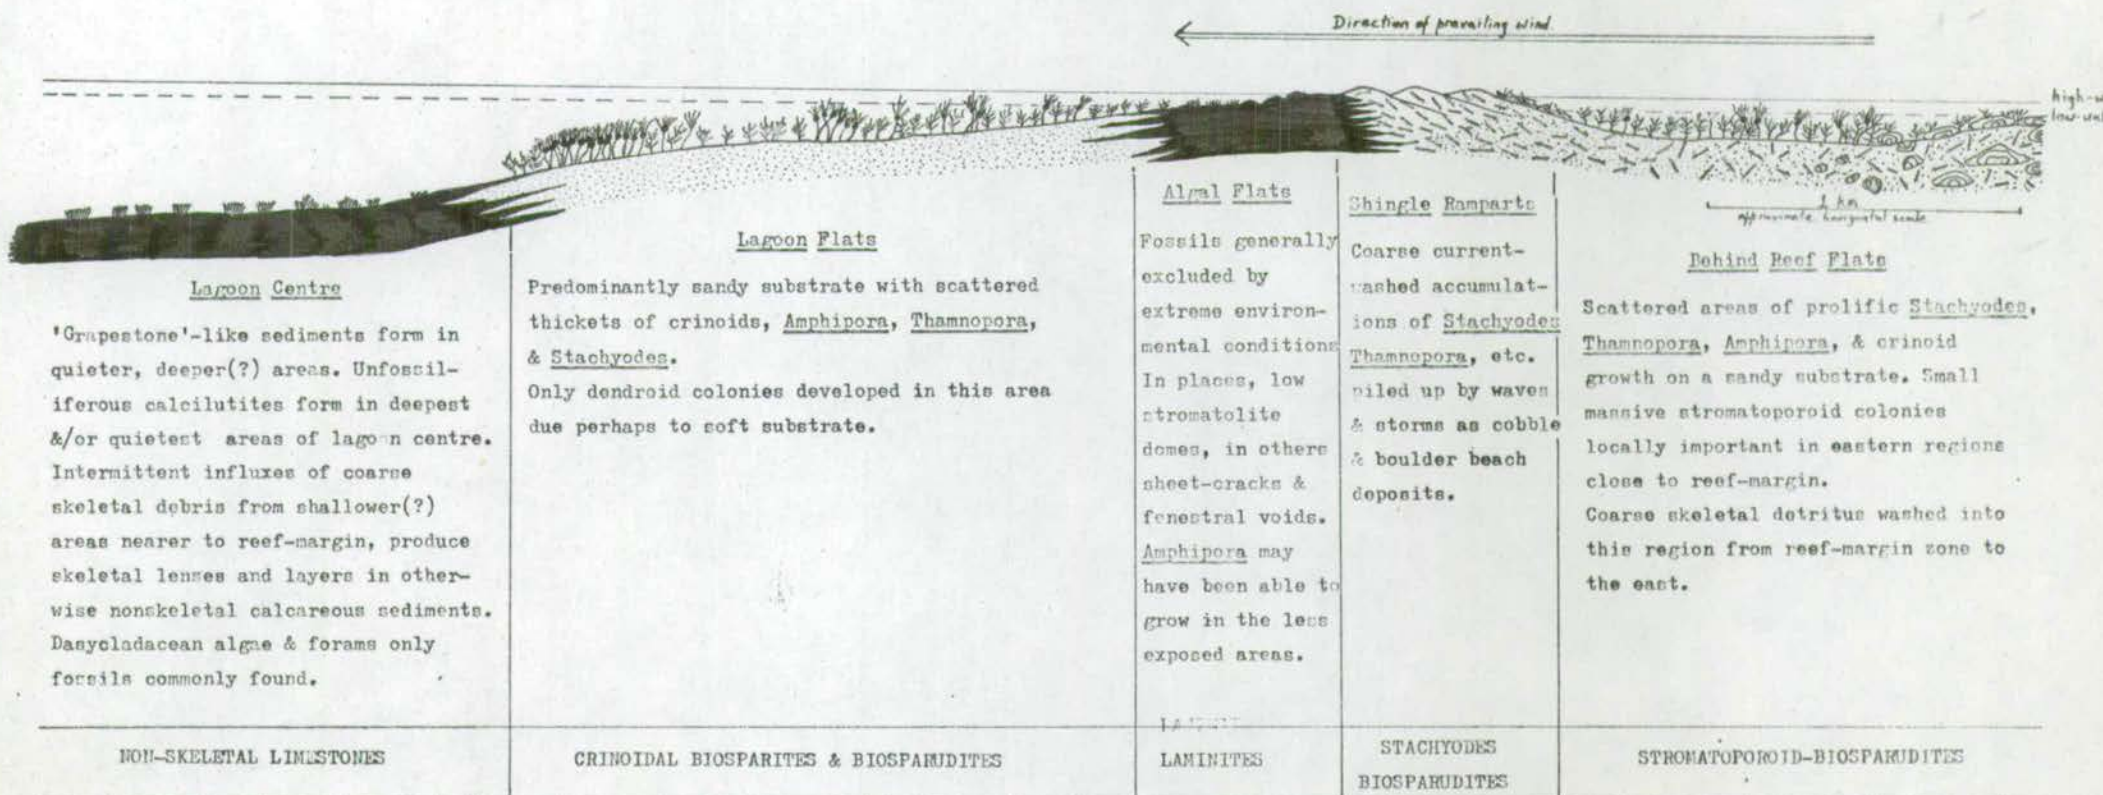 Direction of prevailing wind.
high-w
low-wat
1 km
approximate horizontal scale
Lagoon Centre
'Grapestone'-like sediments form in
quieter, deeper(?) areas. Unfossil-
iferous calcilutites form in deepest
&/or quietest areas of lagoon centre.
Intermittent influxes of coarse
skeletal debris from shallower(?)
areas nearer to reef-margin, produce
skeletal lenses and layers in other-
wise nonskeletal calcareous sediments.
Dasycladacean algae & forams only
fossils commonly found.
NON-SKELETAL LIMESTONES
Lagoon Flats
Predominantly sandy substrate with scattered
thickets of crinoids, Amphipora, Thamnopora,
& Stachyodes.
Only dendroid colonies developed in this area
due perhaps to soft substrate.
CRINOIDAL BIOSPARITES & BIOSPARUDITES
Algal Flats
Fossils generally
excluded by
extreme environ-
mental conditions
In places, low
stromatolite
domes, in others
sheet-cracks &
fenestral voids.
Amphipora may
have been able to
grow in the less
exposed areas.
LAMINITES
Shingle Ramparts
Coarse current-
washed accumulat-
ions of Stachyodes
Thamnopora, etc.
piled up by waves
& storms as cobble
& boulder beach
deposits.
STACHYODES
BIOSPARUDITES
Behind Reef Flats
Scattered areas of prolific Stachyodes,
Thamnopora, Amphipora, & crinoid
growth on a sandy substrate. Small
massive stromatoporoid colonies
locally important in eastern regions
close to reef-margin.
Coarse skeletal detritus washed into
this region from reef-margin zone to
the east.
STROMATOPOROID-BIOSPARUDITES